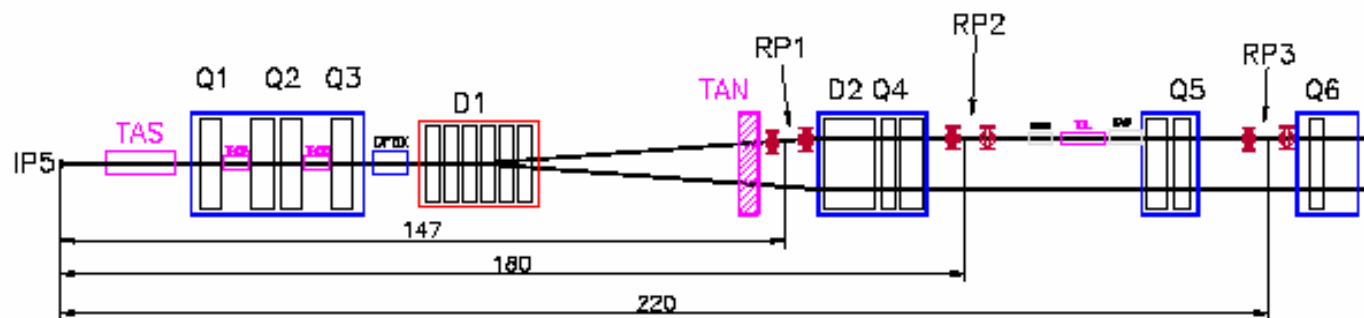 RP2
RP1
RP3
Q1 Q2 Q3
D1
TAN
D2 Q4
Q5
Q6
TAS
IP5
147
180
220